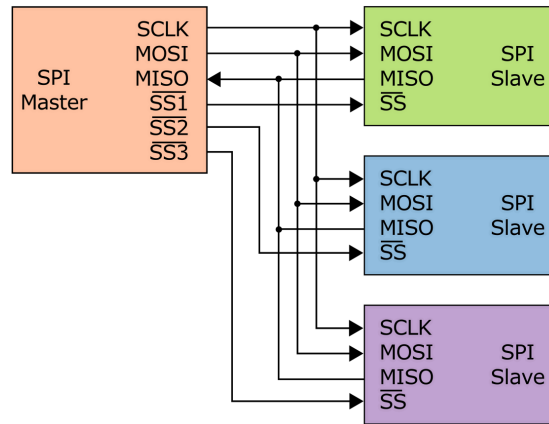 SPI
Master
SCLK
MOSI
MISO
SS1
SS2
SS3
SCLK
MOSI
MISO
SS
SPI
Slave
SCLK
MOSI
MISO
SS
SPI
Slave
SCLK
MOSI
MISO
SS
SPI
Slave